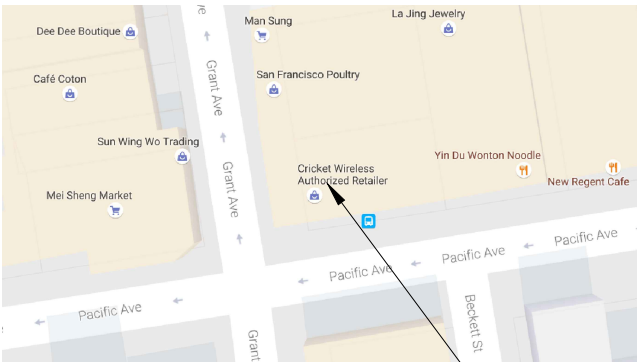 ve
Man Sung
La Jing Jewelry
Dee Dee Boutique
Café Coton
Grant Ave
San Francisco Poultry
Sun Wing Wo Trading
Yin Du Wonton Noodle
Cricket Wireless
Authorized Retailer
New Regent Cafe
Grant Ave
Mei Sheng Market
Pacific Ave
Pacific Ave
Pacific Ave
Pacific Ave
Beckett St
Grant